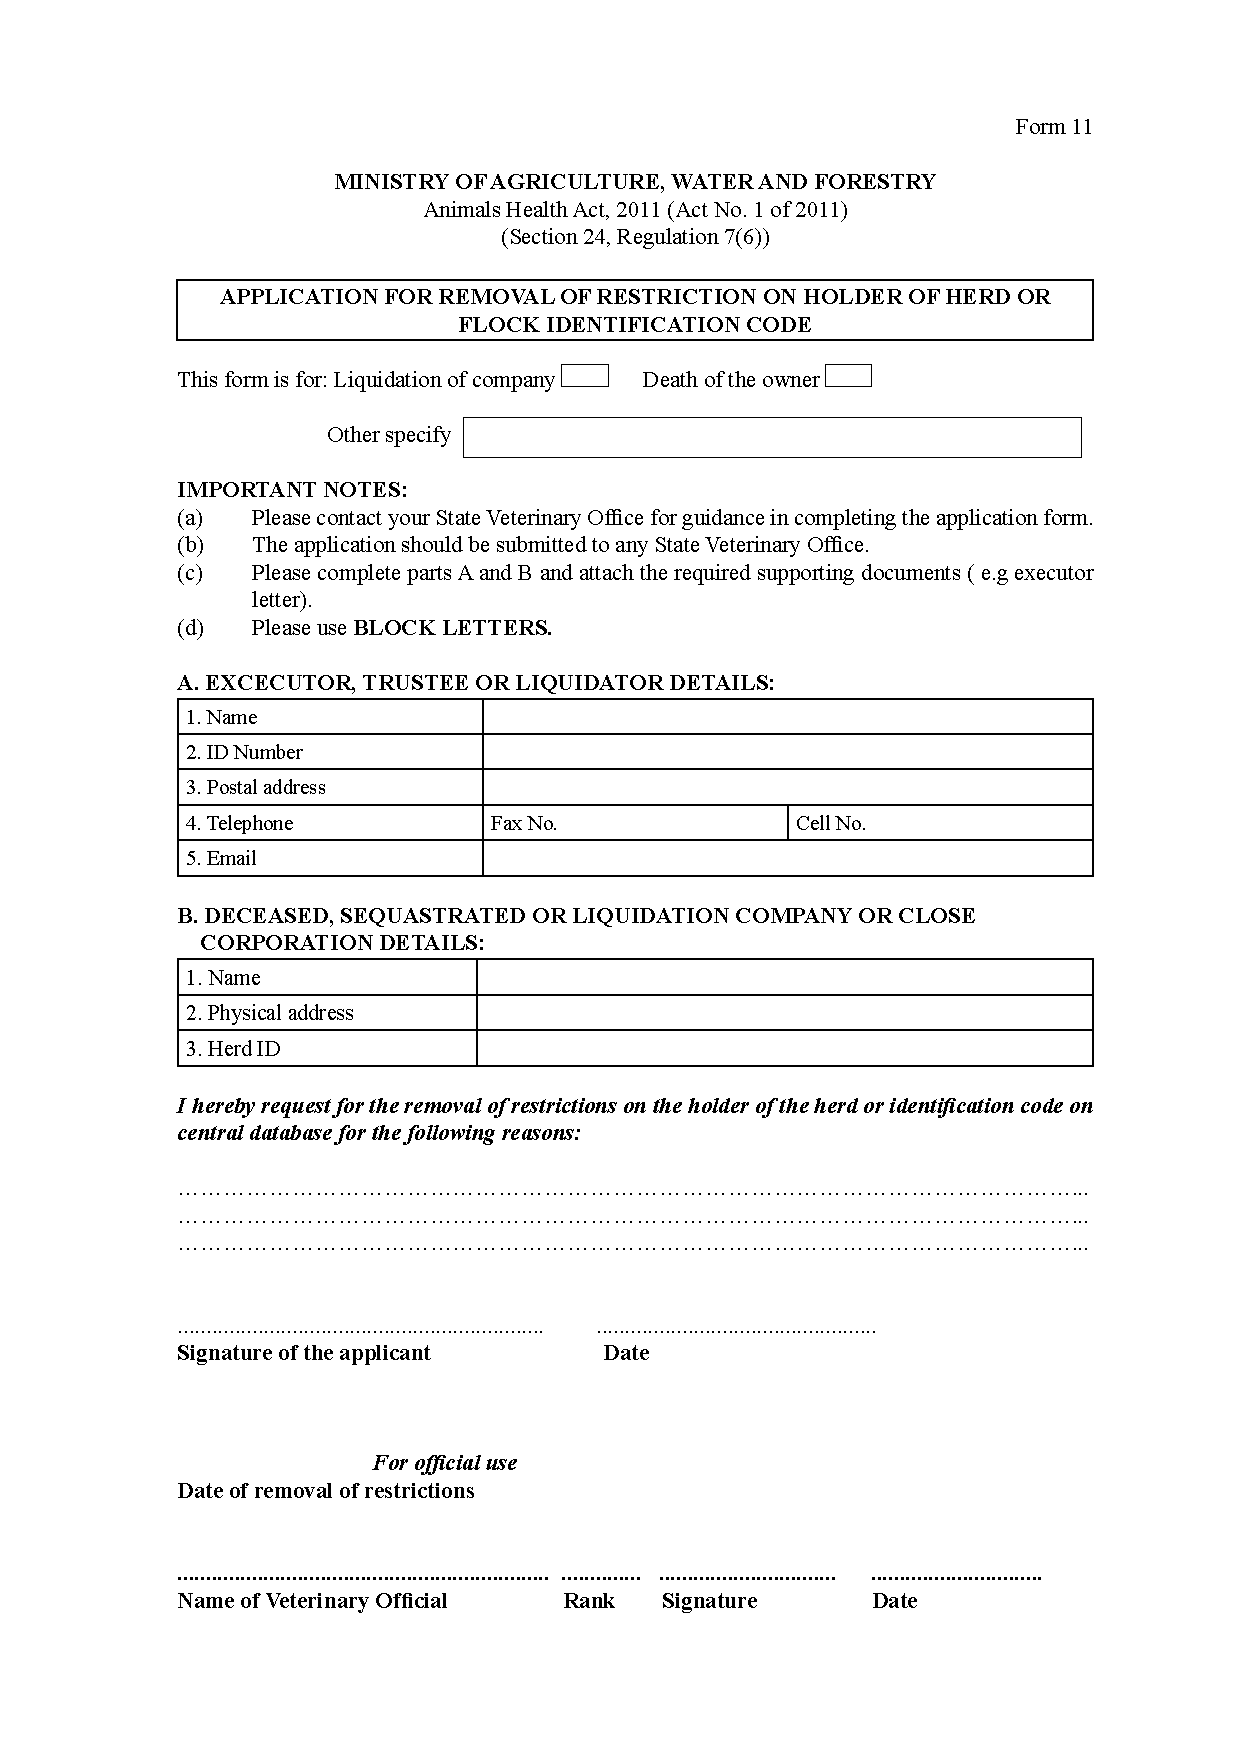 Form 11
MINISTRY OF AGRICULTURE, WATER AND FORESTRY
Animals Health Act, 2011 (Act No. 1 of 2011)
(Section 24, Regulation 7(6))
APPLICATION FOR REMOVAL OF RESTRICTION ON HOLDER OF HERD OR
FLOCK IDENTIFICATION CODE
This form is for: Liquidation of company Death of the owner
Other specify
IMPORTANT NOTES:
(a) Please contact your State Veterinary Office for guidance in completing the application form.
(b) The application should be submitted to any State Veterinary Office.
(c) Please complete parts A and B and attach the required supporting documents ( e.g executor
letter).
(d) Please use BLOCK LETTERS.
A. EXCECUTOR, TRUSTEE OR LIQUIDATOR DETAILS:
1. Name
2. ID Number
3. Postal address
4. Telephone Fax No. Cell No.
5. Email
B. DECEASED, SEQUASTRATED OR LIQUIDATION COMPANY OR CLOSE
CORPORATION DETAILS:
1. Name
2. Physical address
3. Herd ID
I hereby request for the removal of restrictions on the holder of the herd or identification code on
central database for the following reasons:
………………………………………………………………………………………………………...
………………………………………………………………………………………………………...
………………………………………………………………………………………………………...
................................................................ .................................................
Signature of the applicant Date
For official use
Date of removal of restrictions
................................................................. .............. ............................... ..............................
Name of Veterinary Official Rank Signature Date